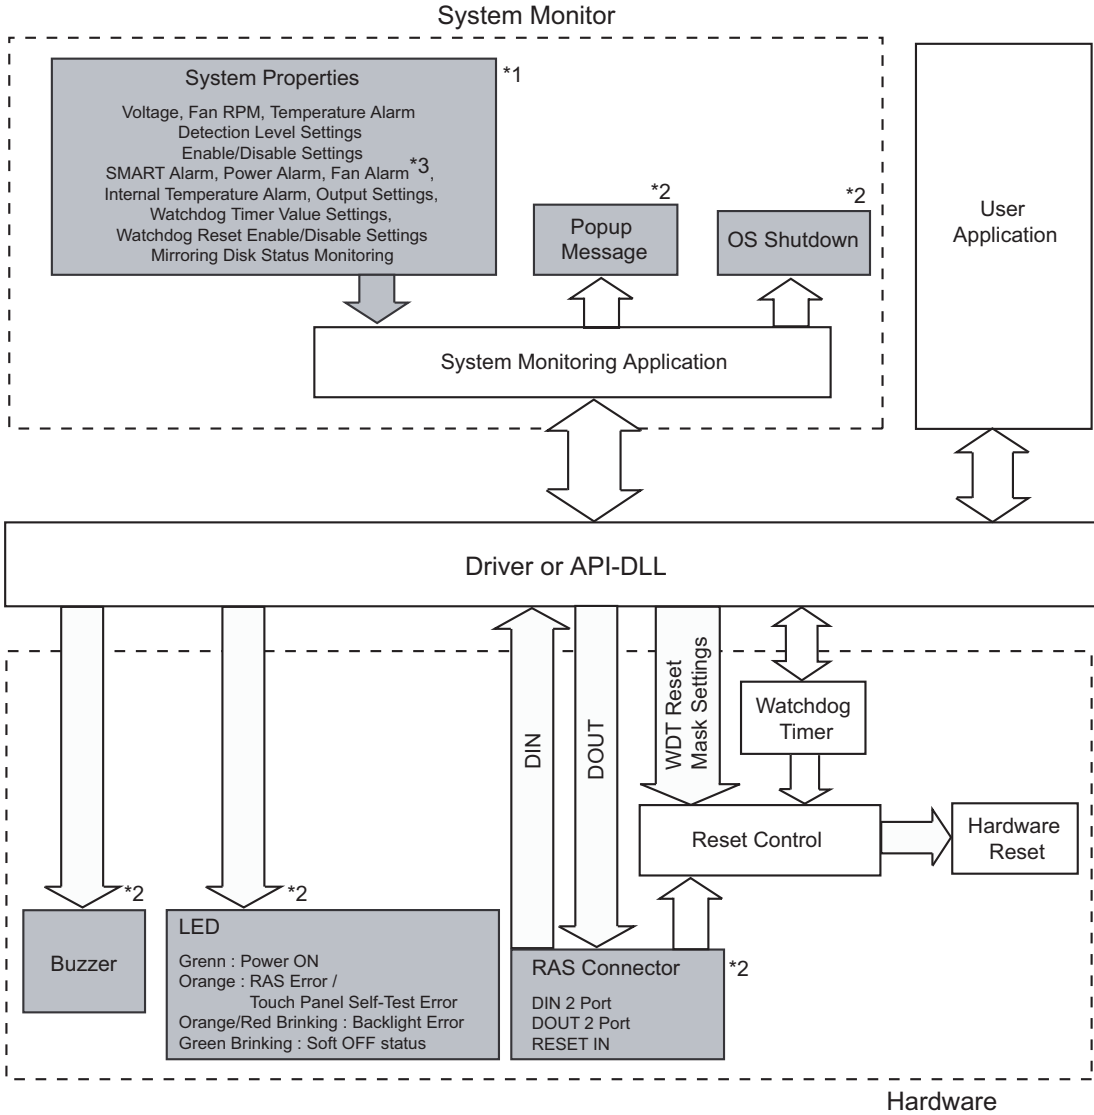 System Monitor
System Properties
*1
Voltage, Fan RPM, Temperature Alarm
Detection Level Settings
Enable/Disable Settings
SMART Alarm, Power Alarm, Fan Alarm*3,
Internal Temperature Alarm, Output Settings,
Watchdog Timer Value Settings,
Watchdog Reset Enable/Disable Settings
Mirroring Disk Status Monitoring
*2
Popup
Message
*2
OS Shutdown
User
Application
System Monitoring Application
Driver or API-DLL
DIN
DOUT
WDT Reset
Mask Settings
Watchdog
Timer
Reset Control
Hardware
Reset
*2
Buzzer
*2
LED
Grenn : Power ON
Orange : RAS Error /
Touch Panel Self-Test Error
Orange/Red Brinking : Backlight Error
Green Brinking : Soft OFF status
RAS Connector
*2
DIN 2 Port
DOUT 2 Port
RESET IN
Hardware